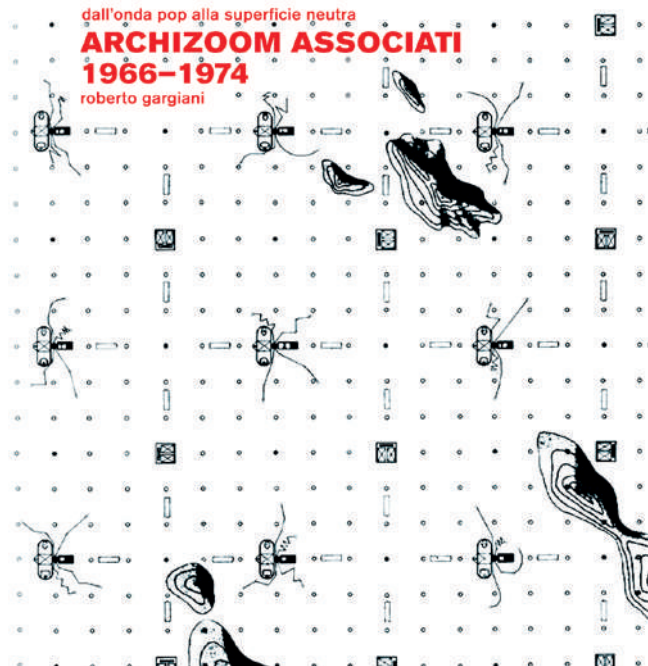 dall'onda pop alla superficie neutra
ARCHIZOOM ASSOCIATI
1966–1974
roberto gargiani